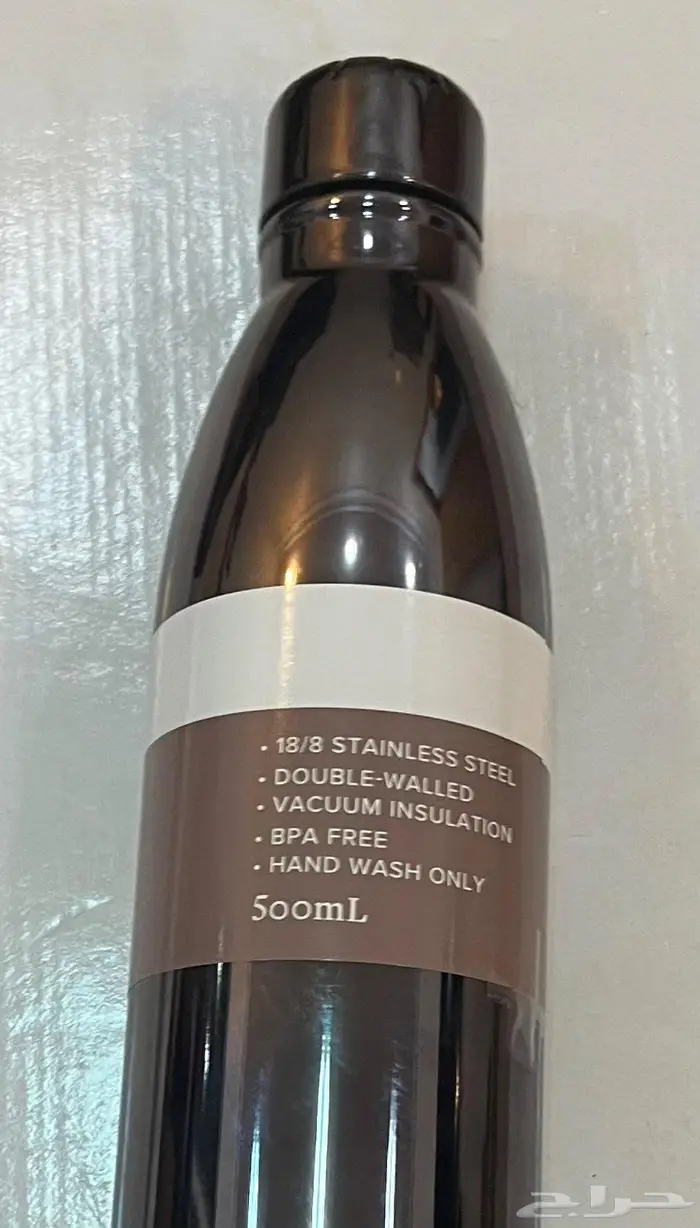 • 18/8 STAINLESS STEEL
• DOUBLE-WALLED
• VACUUM INSULATION
• BPA FREE
• HAND WASH ONLY
500mL
حراج